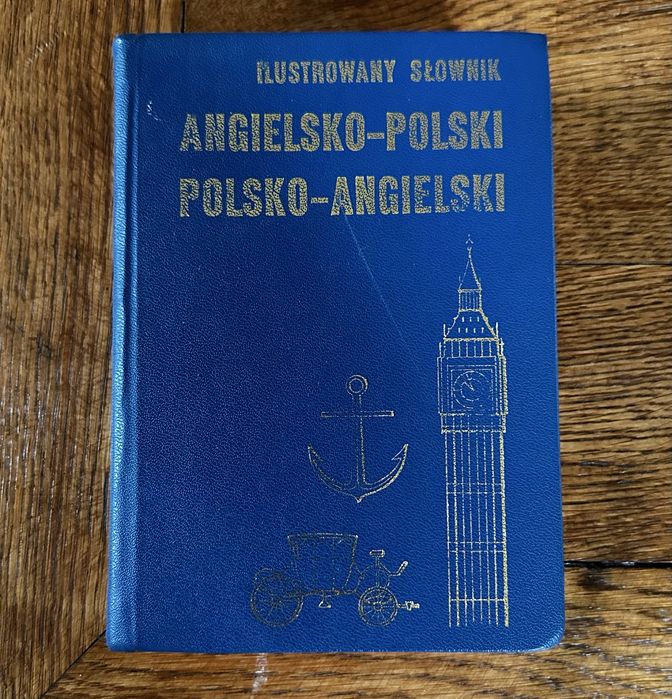 ILUSTROWANY SŁOWNIK
ANGIELSKO-POLSKI
POLSKO-ANGIELSKI